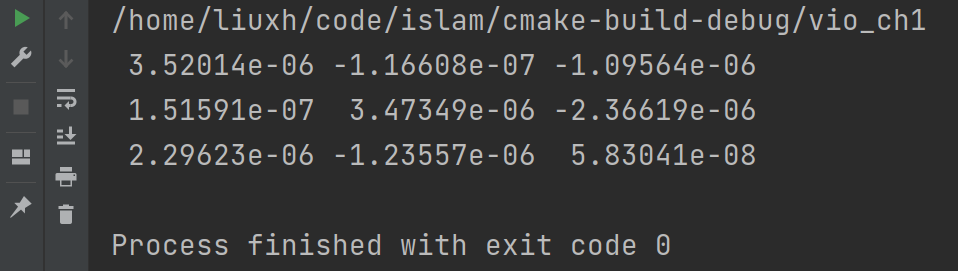 /home/liuxh/code/islam/cmake-build-debug/vio_ch1
3.52014e-06 -1.16608e-07 -1.09564e-06
1.51591e-07 3.47349e-06 -2.36619e-06
2.29623e-06 -1.23557e-06 5.83041e-08
Process finished with exit code 0